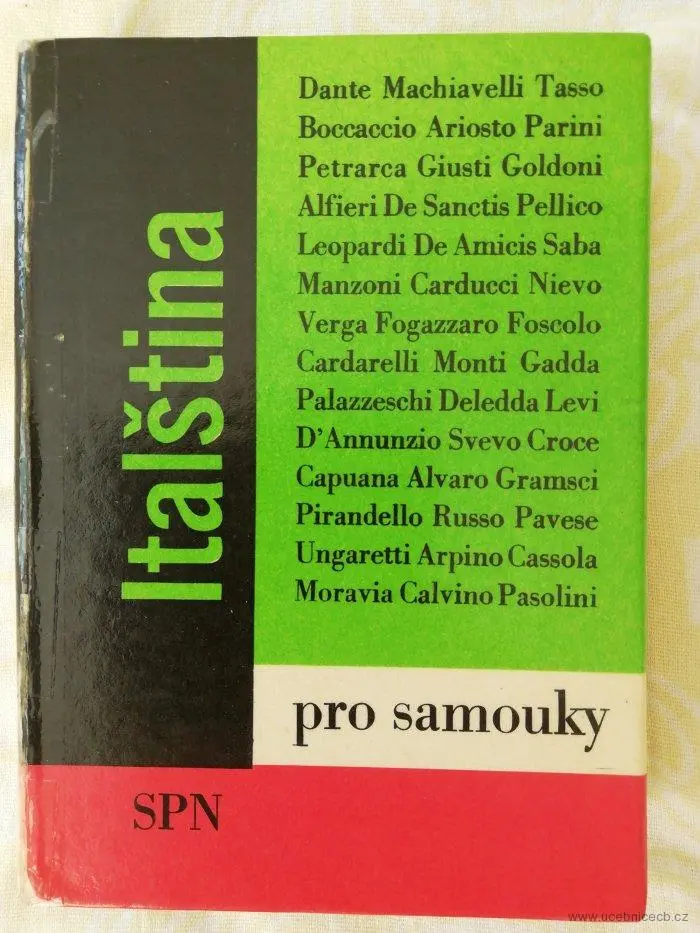 Italština
Dante Machiavelli Tasso
Boccaccio Ariosto Parini
Petrarca Giusti Goldoni
Alfieri De Sanctis Pellico
Leopardi De Amicis Saba
Manzoni Carducci Nievo
Verga Fogazzaro Foscolo
Cardarelli Monti Gadda
Palazzeschi Deledda Levi
D'Annunzio Svevo Croce
Capuana Alvaro Gramsci
Pirandello Russo Pavese
Ungaretti Arpino Cassola
Moravia Calvino Pasolini
pro samouky
SPN
www.ucebnicecb.cz